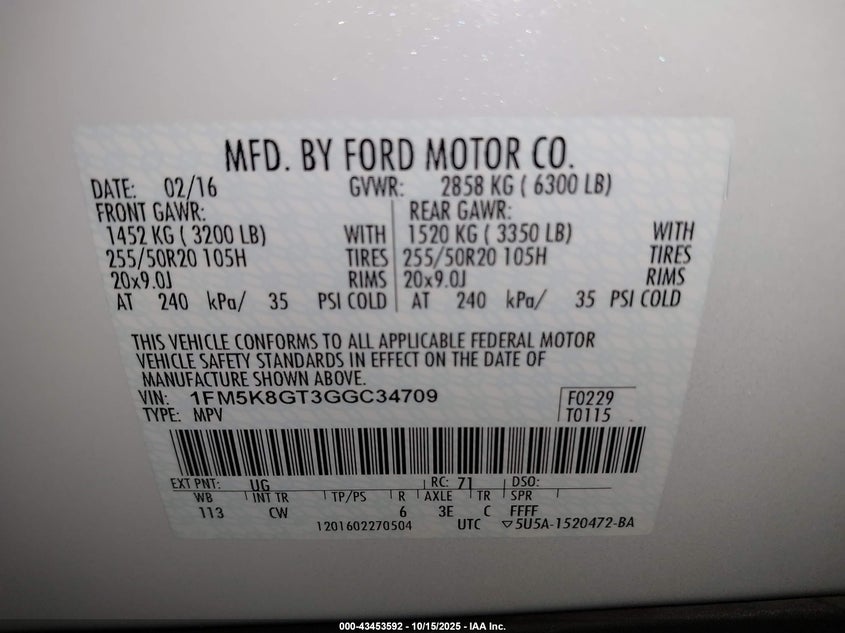 MFD. BY FORD MOTOR CO.
DATE: 02/16 GVWR: 2858 KG ( 6300 LB)
FRONT GAWR: REAR GAWR:
1452 KG ( 3200 LB) WITH 1520 KG ( 3350 LB) WITH
255/50R20 105H TIRES 255/50R20 105H TIRES
20x9.0J RIMS 20x9.0J RIMS
AT 240 kPa/ 35 PSI COLD AT 240 kPa/ 35 PSI COLD
THIS VEHICLE CONFORMS TO ALL APPLICABLE FEDERAL MOTOR
VEHICLE SAFETY STANDARDS IN EFFECT ON THE DATE OF
MANUFACTURE SHOWN ABOVE.
VIN: 1FM5K8GT3GGC34709 F0229
TYPE: MPV T0115
EXT PNT: UG RC: 71 DSO:
WB INT TR TP/PS R AXLE TR SPR
113 CW 6 3E C FFFF
1201602270504 UTC ▽5U5A-1520472-BA
000-43453592 - 10/15/2025 - IAA Inc.